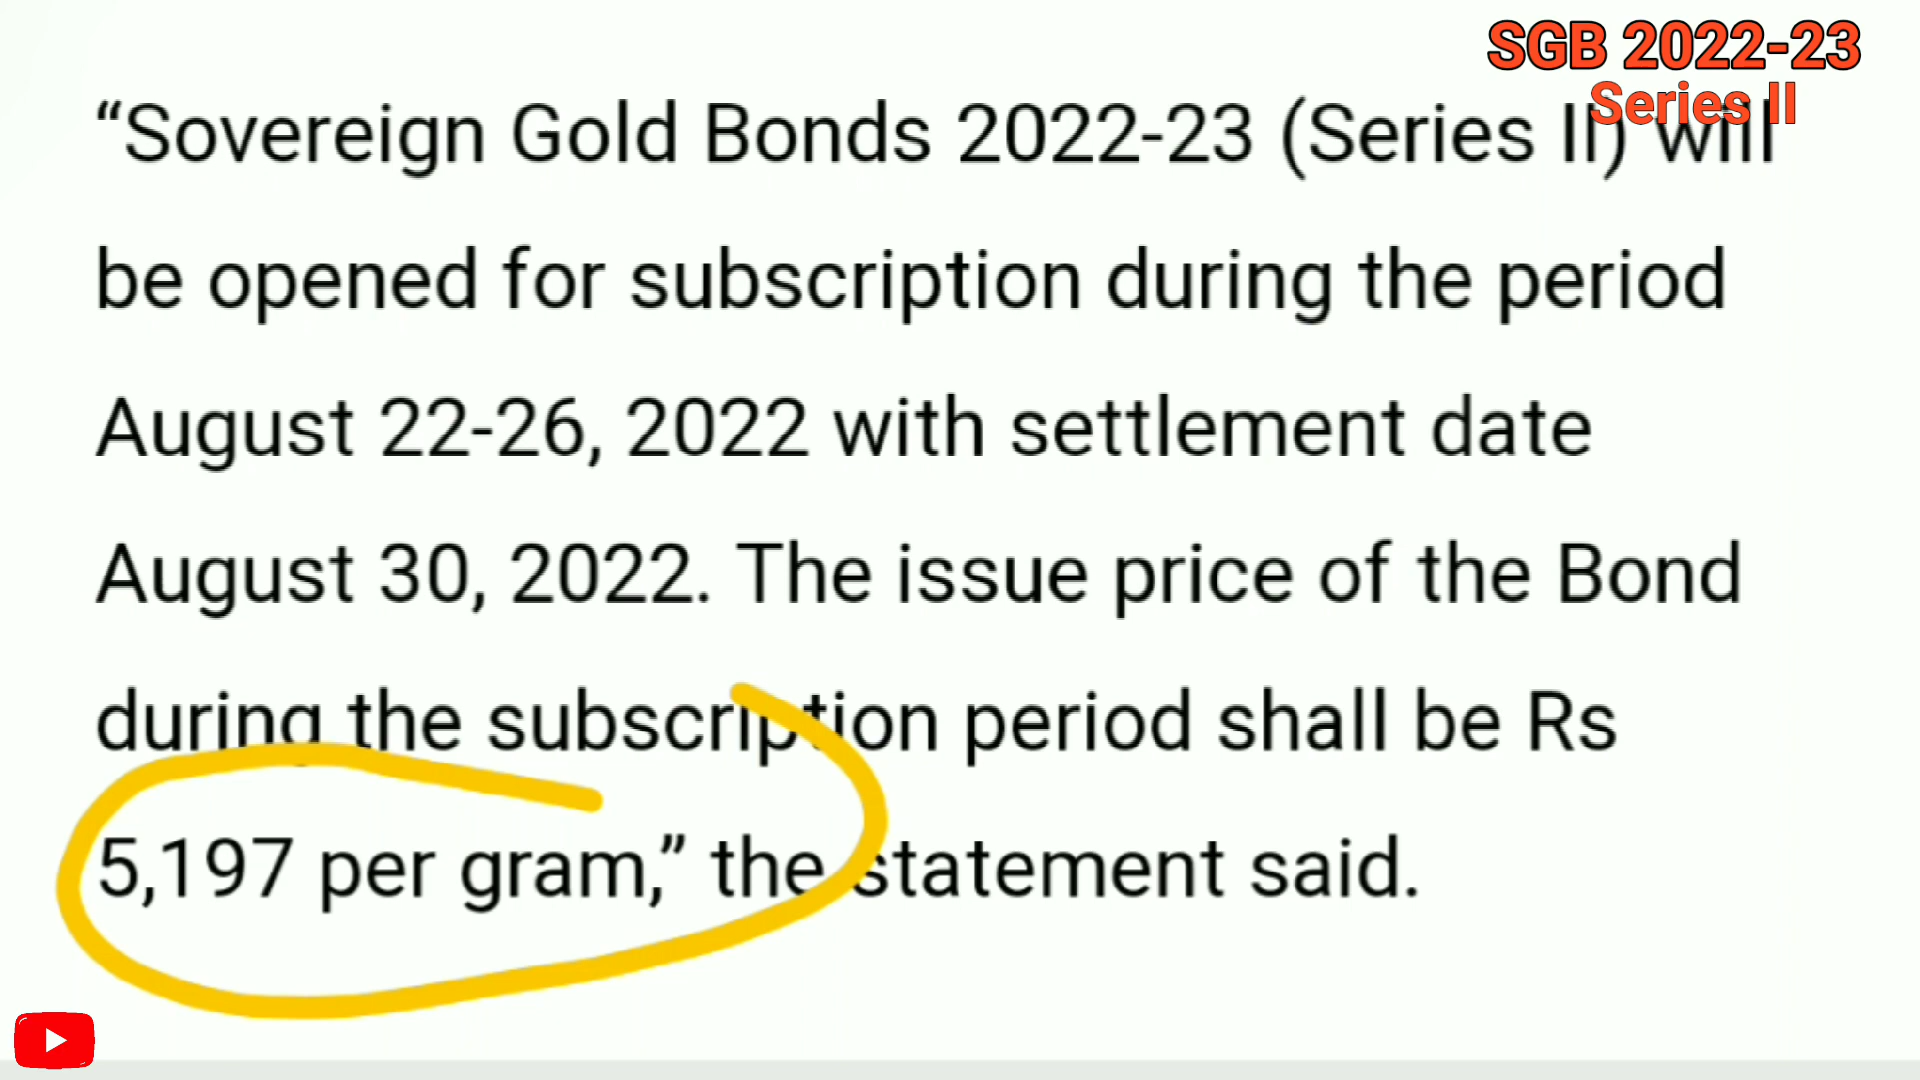 SGB 2022-23
Series II
“Sovereign Gold Bonds 2022-23 (Series II) will
be opened for subscription during the period
August 22-26, 2022 with settlement date
August 30, 2022. The issue price of the Bond
during the subscription period shall be Rs
5,197 per gram,” the statement said.